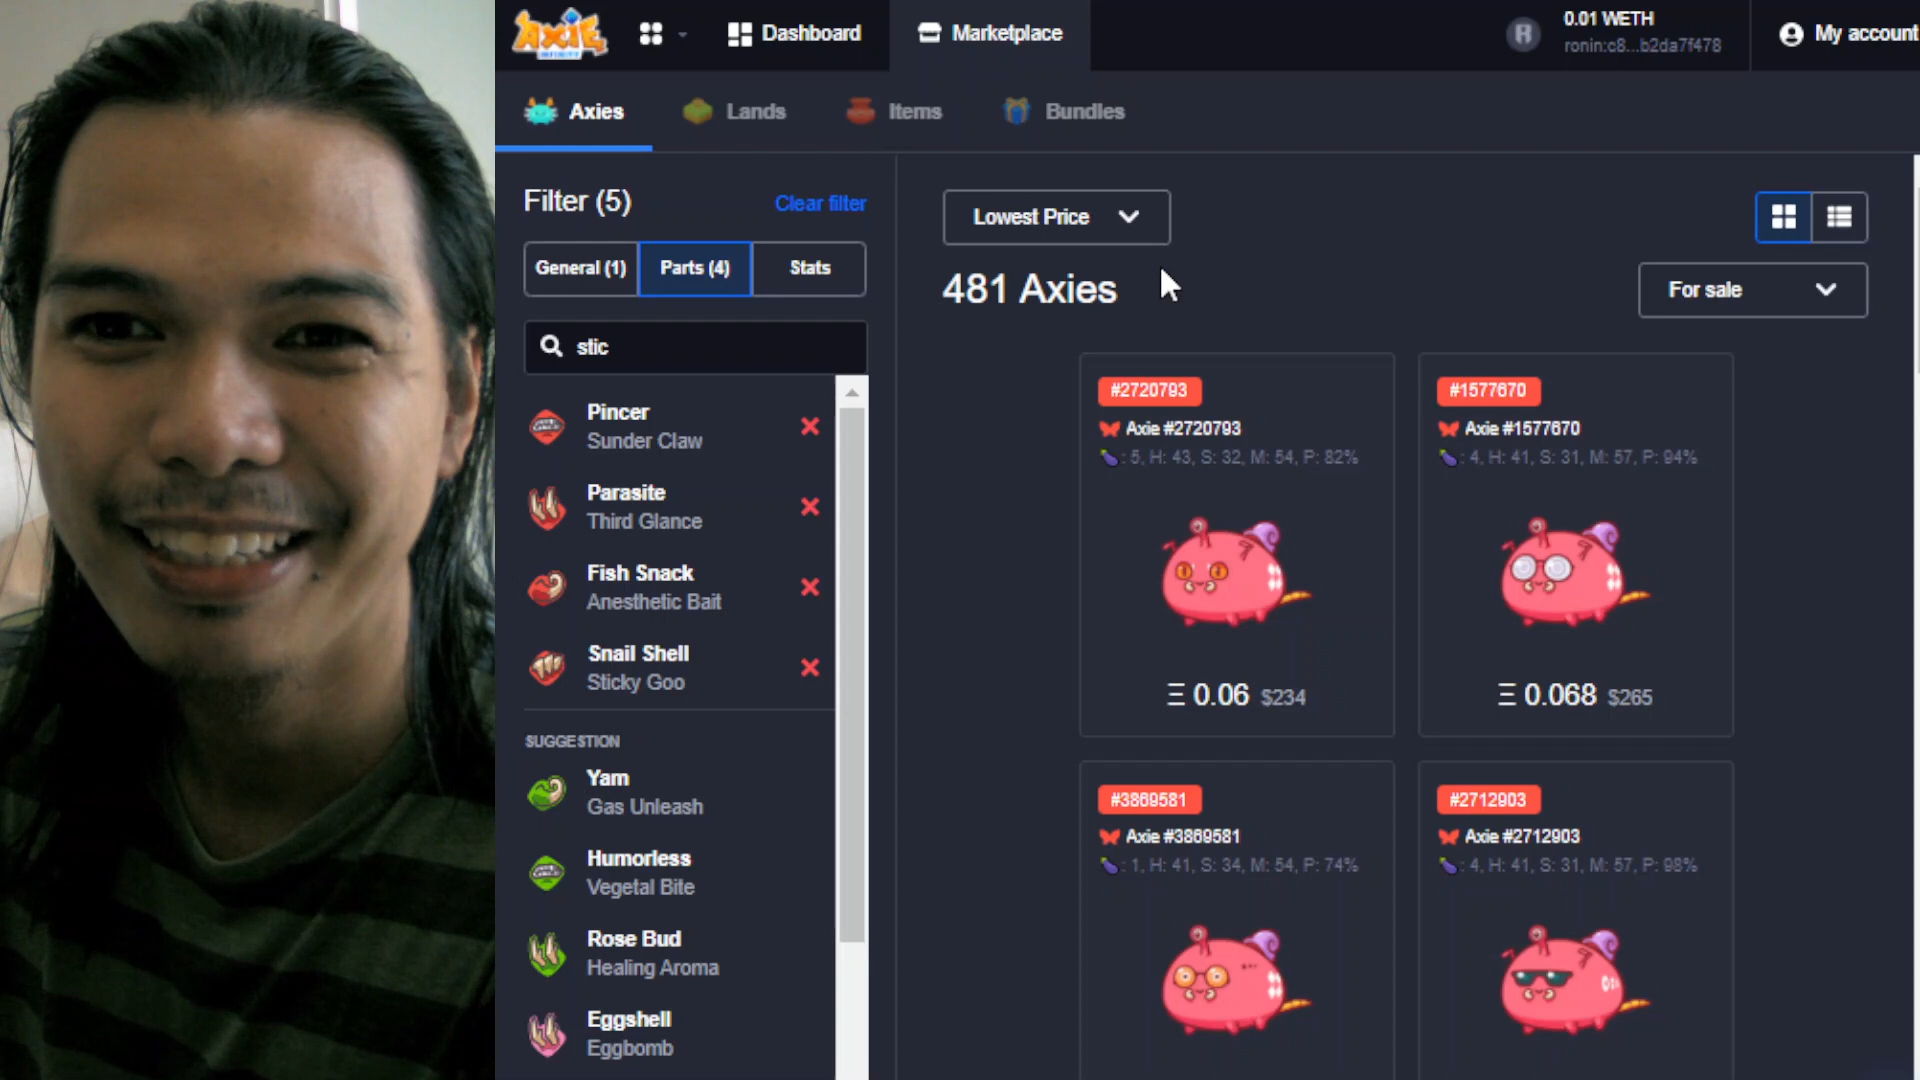 AXIE
INFINITY
Dashboard
Marketplace
0.01 WETH
ronin:c8...b2da7f478
My account
Axies
Lands
Items
Bundles
Filter (5)
Clear filter
General (1)
Parts (4)
Stats
stic
Pincer
Sunder Claw
Parasite
Third Glance
Fish Snack
Anesthetic Bait
Snail Shell
Sticky Goo
SUGGESTION
Yam
Gas Unleash
Humorless
Vegetal Bite
Rose Bud
Healing Aroma
Eggshell
Eggbomb
Lowest Price
481 Axies
For sale
#2720793
Axie #2720793
: 5, H: 43, S: 32, M: 54, P: 82%
Ξ 0.06 $234
#1577670
Axie #1577670
: 4, H: 41, S: 31, M: 57, P: 94%
Ξ 0.068 $265
#3869581
Axie #3869581
: 1, H: 41, S: 34, M: 54, P: 74%
#2712903
Axie #2712903
: 4, H: 41, S: 31, M: 57, P: 98%